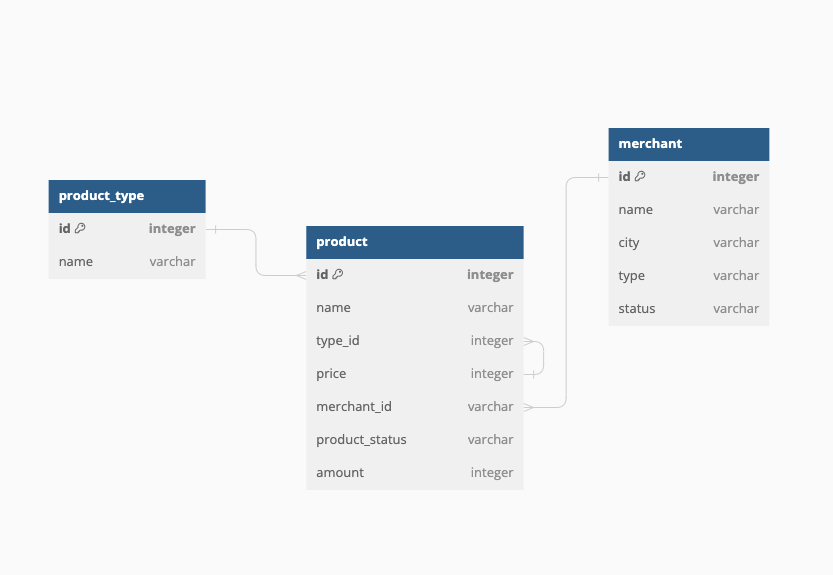 product_type
id integer
name varchar
product
id integer
name varchar
type_id integer
price integer
merchant_id varchar
product_status varchar
amount integer
merchant
id integer
name varchar
city varchar
type varchar
status varchar